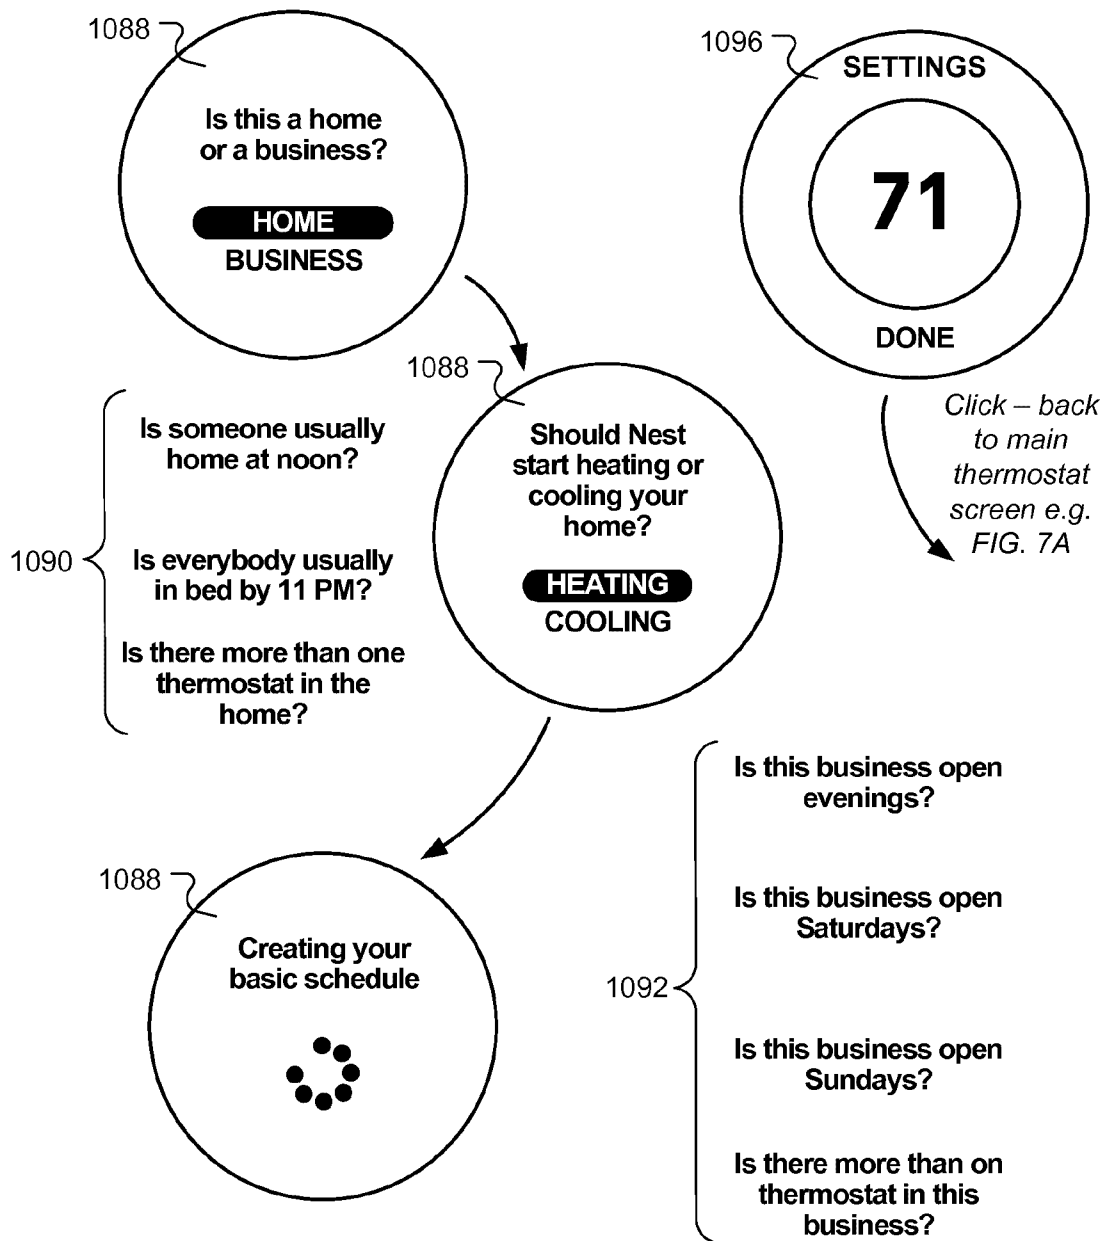 1088
Is this a home
or a business?
HOME
BUSINESS
1096
SETTINGS
71
DONE
Click – back
to main
thermostat
screen e.g.
FIG. 7A
1088
Should Nest
start heating or
cooling your
home?
HEATING
COOLING
1090
Is someone usually
home at noon?
Is everybody usually
in bed by 11 PM?
Is there more than one
thermostat in the
home?
1088
Creating your
basic schedule
1092
Is this business open
evenings?
Is this business open
Saturdays?
Is this business open
Sundays?
Is there more than on
thermostat in this
business?